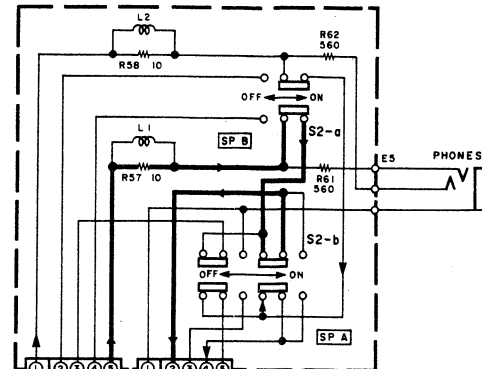 L2
R62
560
R58 10
OFF ON
S2-a
L1
SP B
E5 PHONES
R57 10
R61
560
S2-b
OFF ON
SP A
1 2 3 4 5 1 2 3 4 5